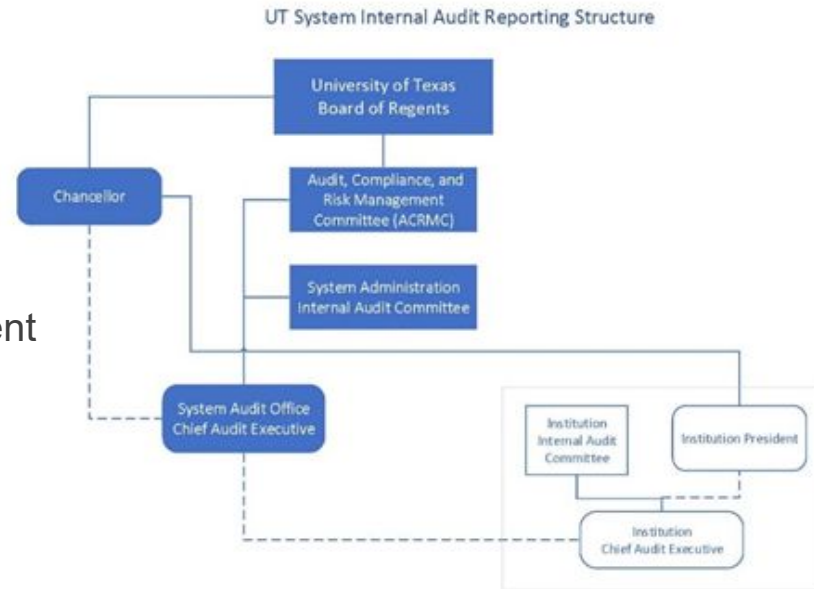 UT System Internal Audit Reporting Structure
University of Texas
Board of Regents
Chancellor
Audit, Compliance, and
Risk Management
Committee (ACRMC)
System Administration
Internal Audit Committee
ent
System Audit Office
Chief Audit Executive
Institution
Internal Audit
Committee
Institution President
Institution
Chief Audit Executive